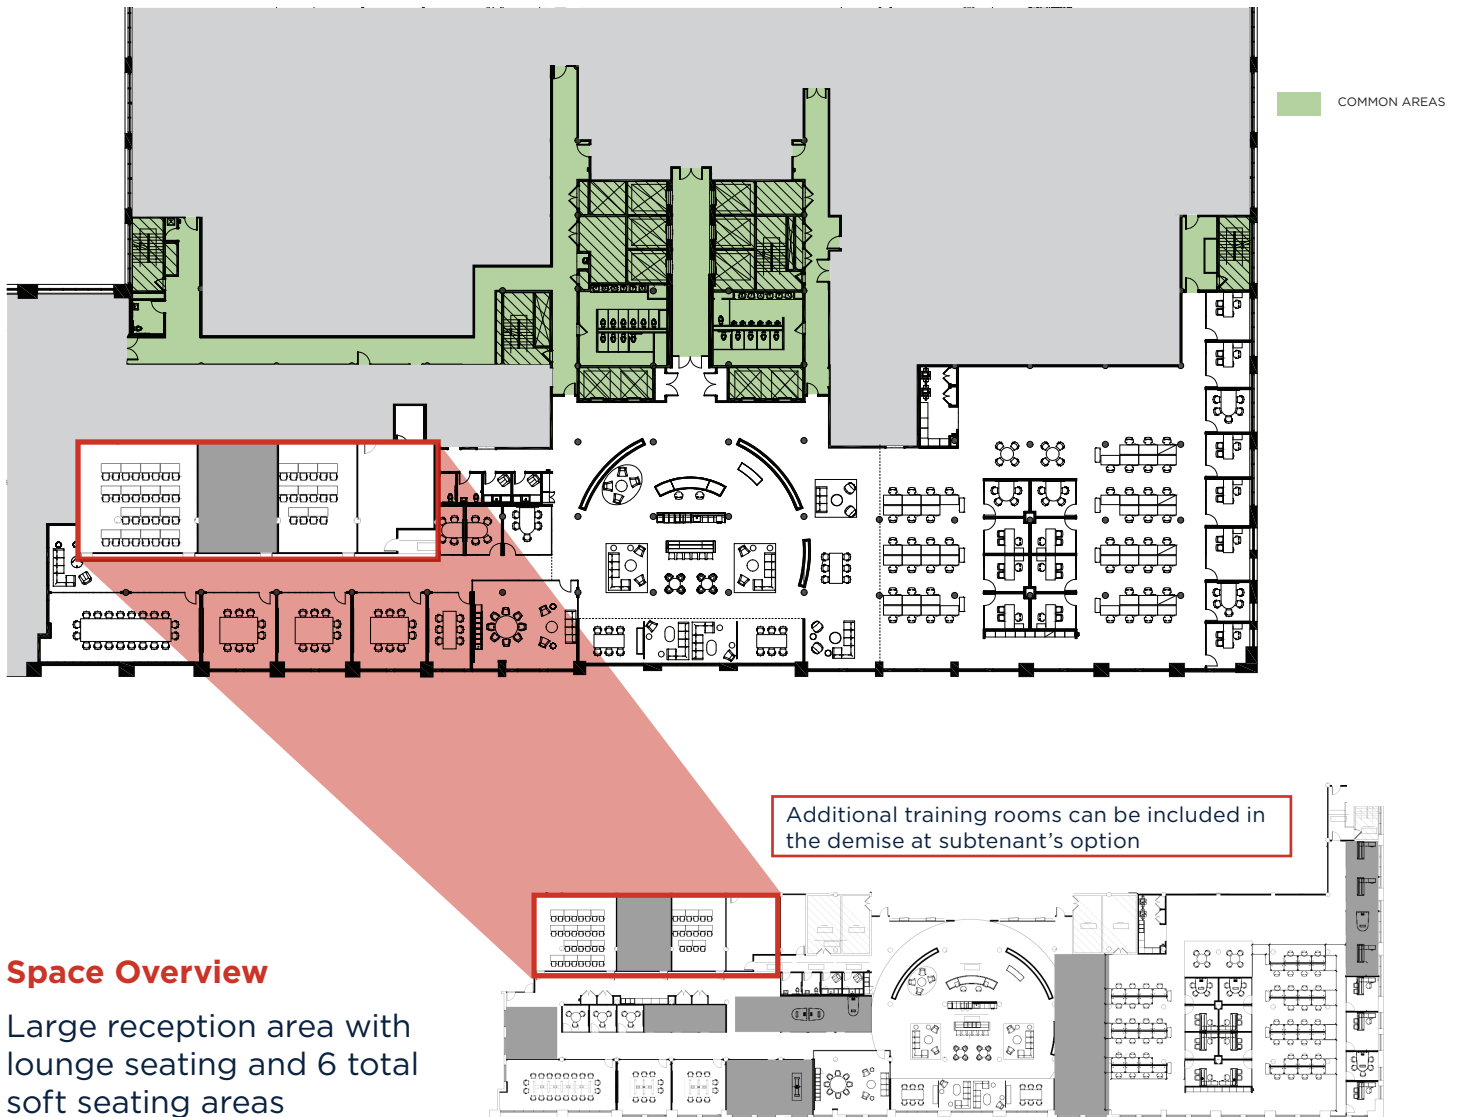 COMMON AREAS
Additional training rooms can be included in
the demise at subtenant's option
Space Overview
Large reception area with
lounge seating and 6 total
soft seating areas